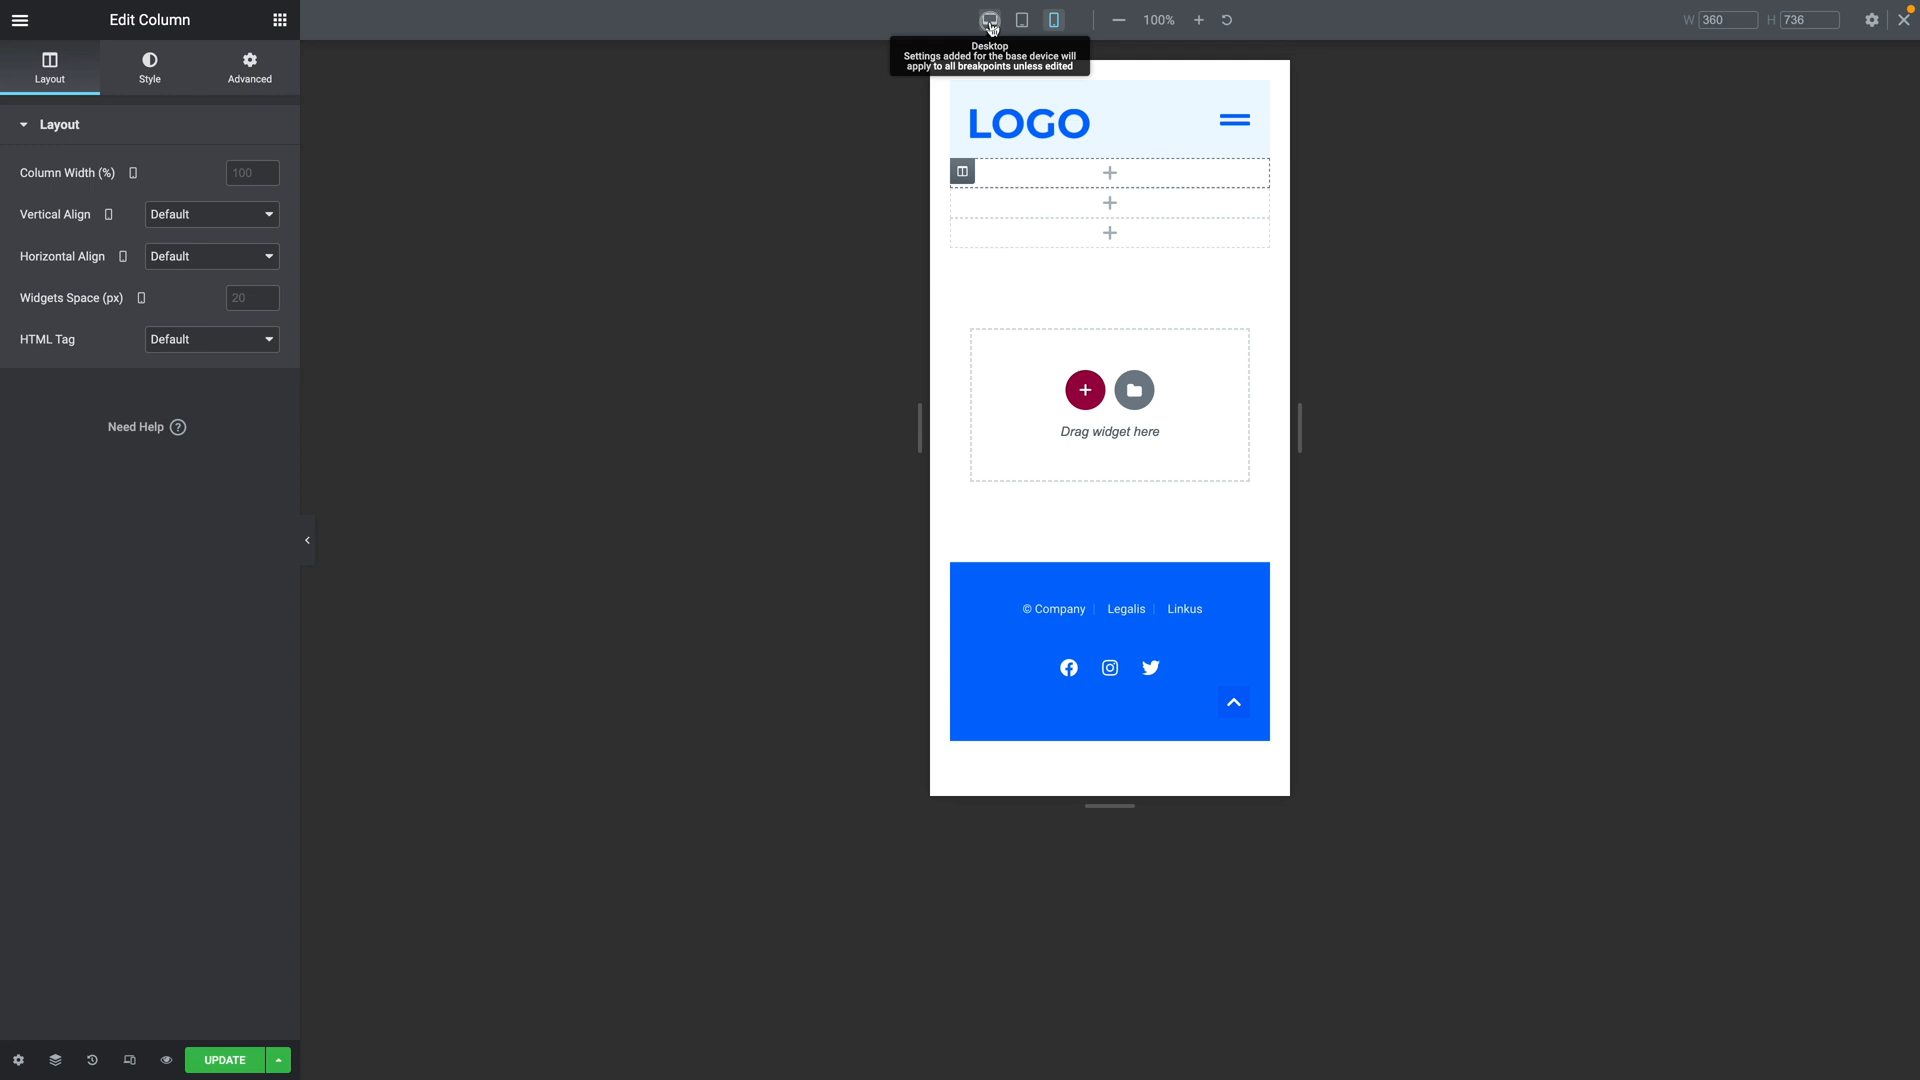 Edit Column
100%
W 360 H 736
Desktop
Settings added for the base device will
apply to all breakpoints unless edited
Layout Style Advanced
Layout
Column Width (%) 100
Vertical Align Default
Horizontal Align Default
Widgets Space (px) 20
HTML Tag Default
Need Help ?
LOGO
Drag widget here
© Company Legalis Linkus
UPDATE